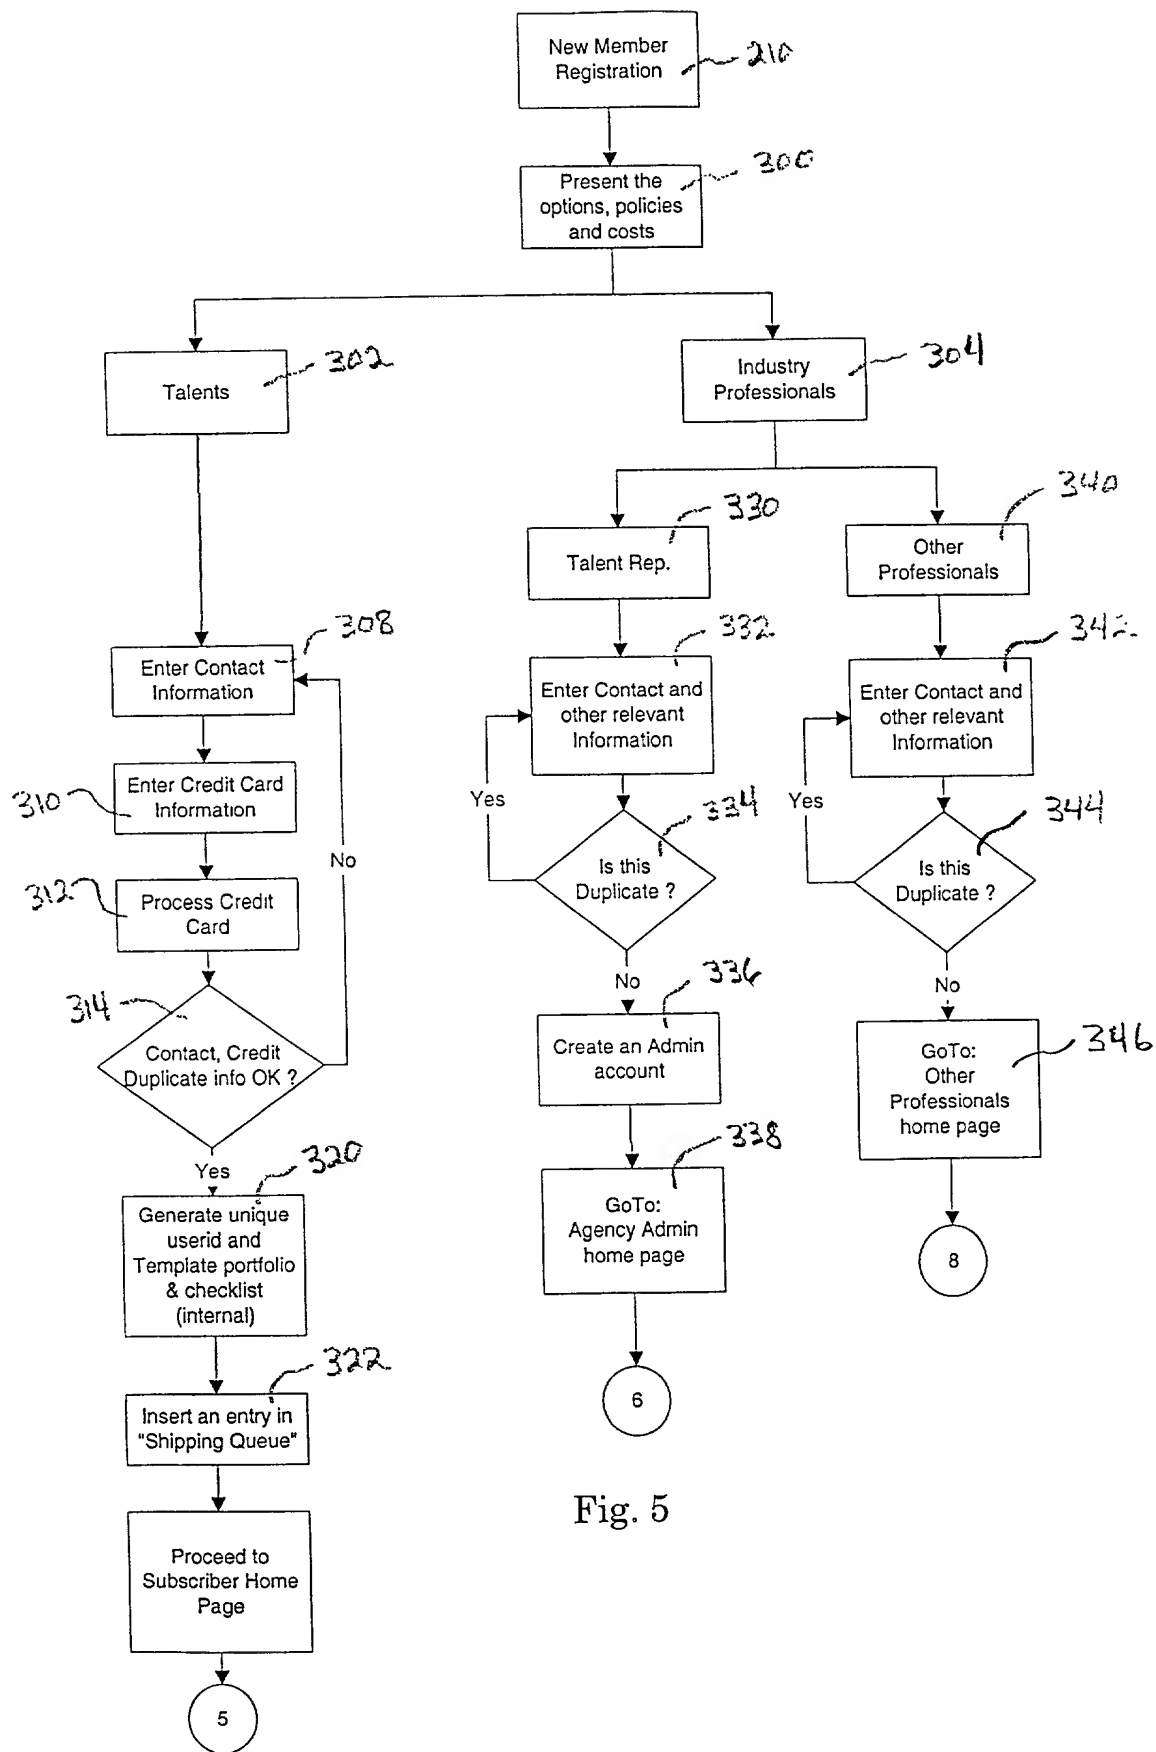 New Member
Registration
210
Present the
options, policies
and costs
300
Talents
302
Industry
Professionals
304
Talent Rep.
330
Other
Professionals
340
Enter Contact
Information
308
Enter Credit Card
Information
310
Process Credit
Card
312
Contact, Credit
Duplicate info OK ?
314
No
Yes
Generate unique
userid and
Template portfolio
& checklist
(internal)
320
Insert an entry in
"Shipping Queue"
322
Proceed to
Subscriber Home
Page
5
Enter Contact and
other relevant
Information
332
Yes
Is this
Duplicate ?
334
No
Create an Admin
account
336
GoTo:
Agency Admin
home page
338
6
Enter Contact and
other relevant
Information
342
Yes
Is this
Duplicate ?
344
No
GoTo:
Other
Professionals
home page
346
8
Fig. 5